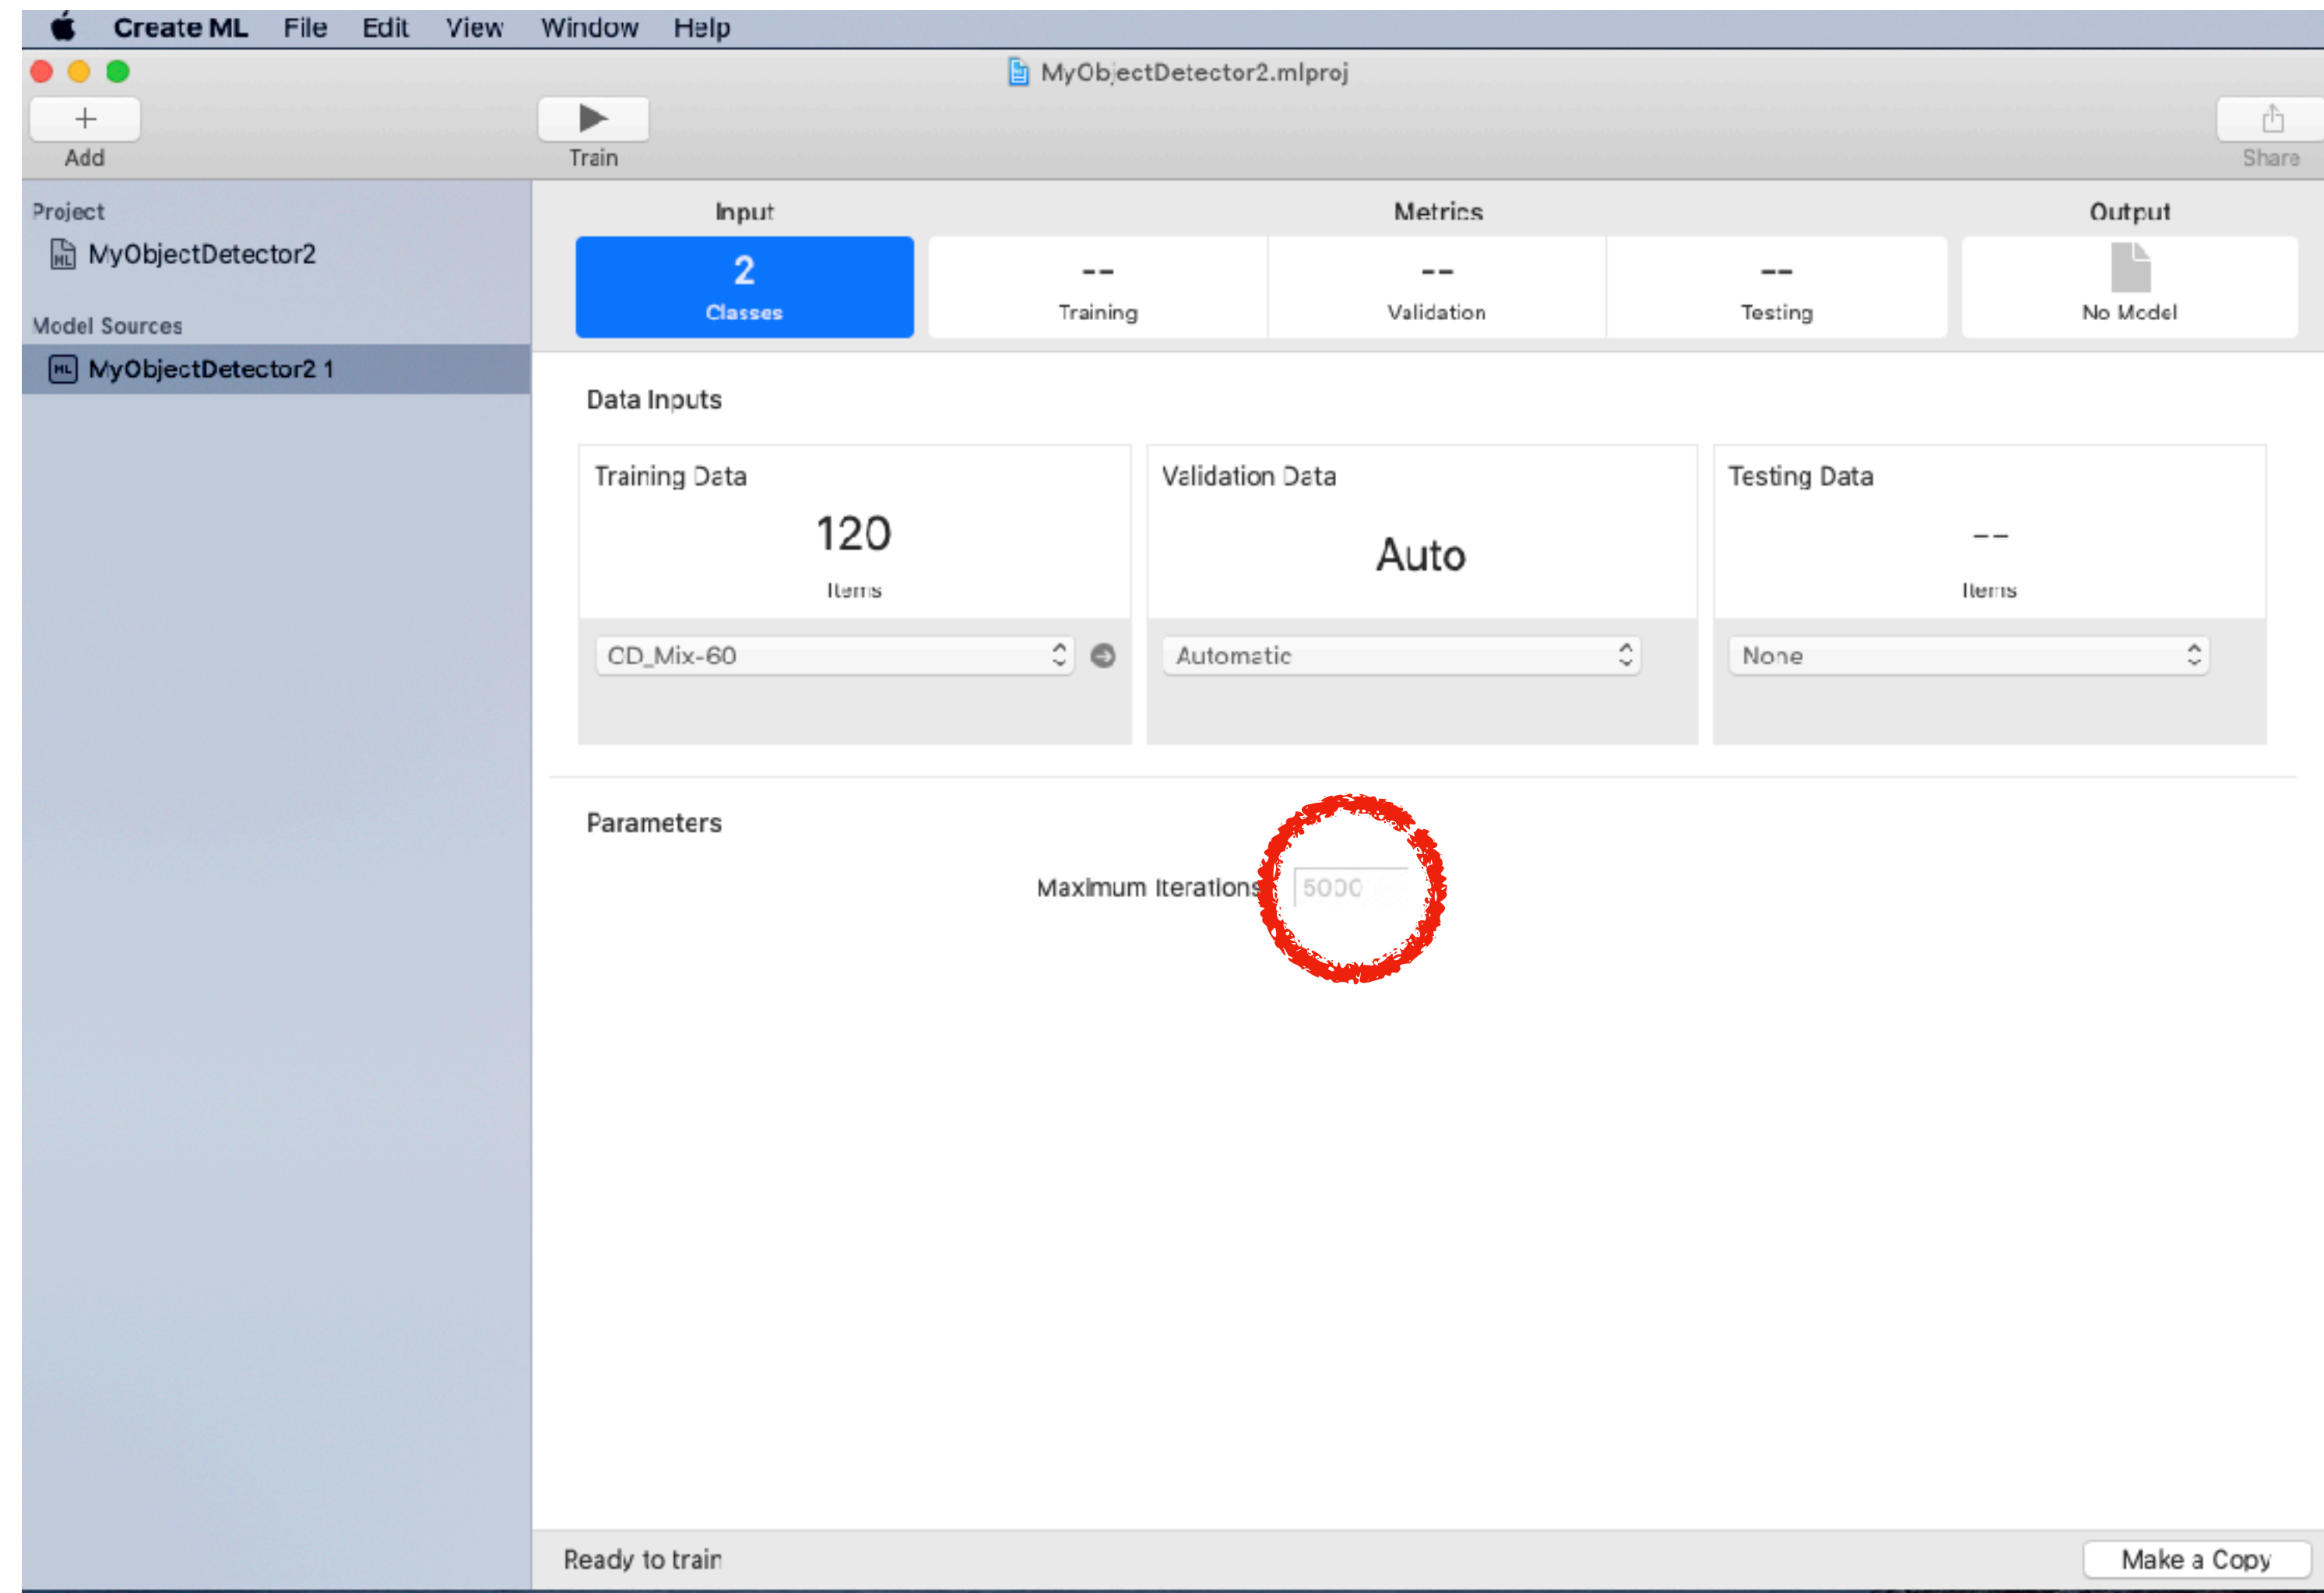 Create ML File Edit View Window Help
MyObjectDetector2.mlproj
Add
Train
Share
Project
MyObjectDetector2
Model Sources
ML MyObjectDetector2 1
Input
Metrics
Output
2
Classes
--
Training
--
Validation
--
Testing
No Model
Data Inputs
Training Data
120
Items
CD_Mix-60
Validation Data
Auto
Automatic
Testing Data
--
Items
None
Parameters
Maximum Iterations
5000
Ready to train
Make a Copy